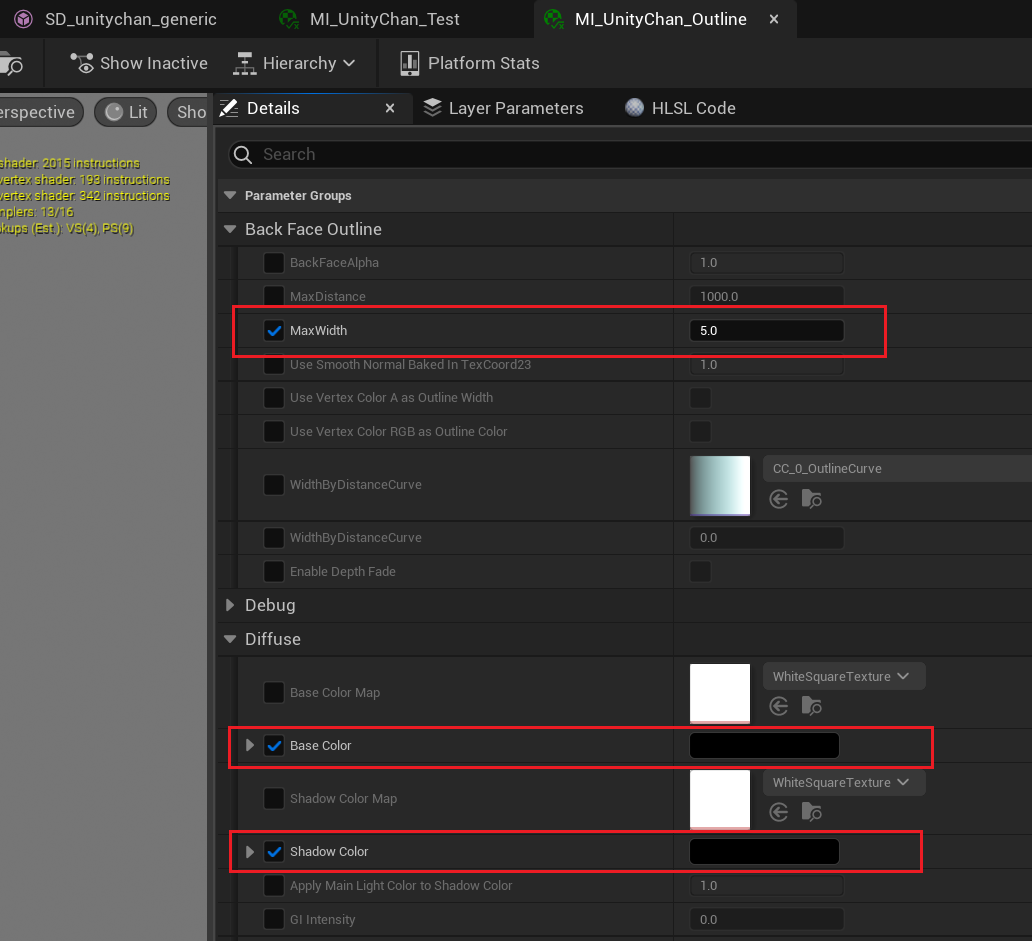 SD_unitychan_generic MI_UnityChan_Test MI_UnityChan_Outline
Show Inactive Hierarchy Platform Stats
erspective Lit Sho Details Layer Parameters HLSL Code
Search
shader: 2015 instructions
vertex shader: 193 instructions
vertex shader: 342 instructions
mplers: 13/16
kups (Est.): VS(4), PS(9)
Parameter Groups
Back Face Outline
BackFaceAlpha 1.0
MaxDistance 1000.0
MaxWidth 5.0
Use Smooth Normal Baked In TexCoord23 1.0
Use Vertex Color A as Outline Width
Use Vertex Color RGB as Outline Color
WidthByDistanceCurve CC_0_OutlineCurve
WidthByDistanceCurve 0.0
Enable Depth Fade
Debug
Diffuse
Base Color Map WhiteSquareTexture
Base Color
Shadow Color Map WhiteSquareTexture
Shadow Color
Apply Main Light Color to Shadow Color 1.0
GI Intensity 0.0